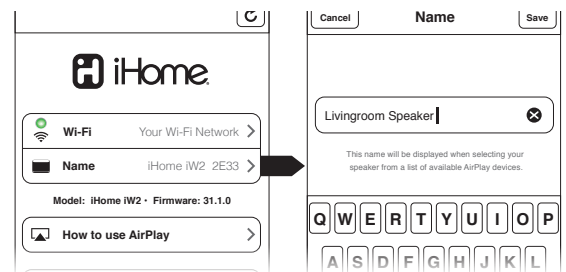 iHome
Wi-Fi Your Wi-Fi Network
Name iHome iW2 2E33
Model: iHome iW2 • Firmware: 31.1.0
How to use AirPlay
Cancel Name Save
Livingroom Speaker
This name will be displayed when selecting your
speaker from a list of available AirPlay devices.
Q W E R T Y U I O P
A S D F G H J K L